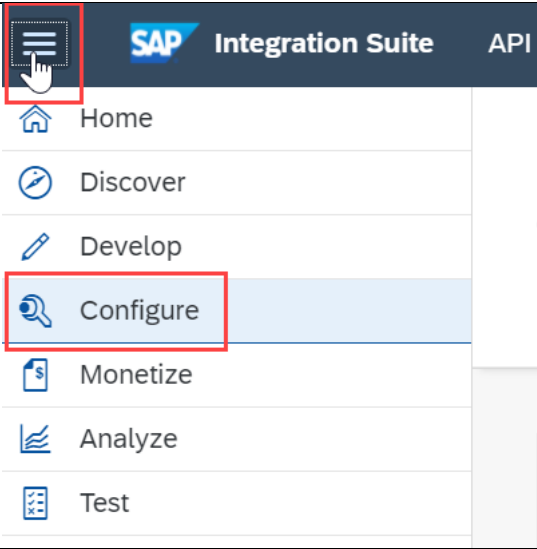 SAP Integration Suite API
Home
Discover
Develop
Configure
$ Monetize
Analyze
Test